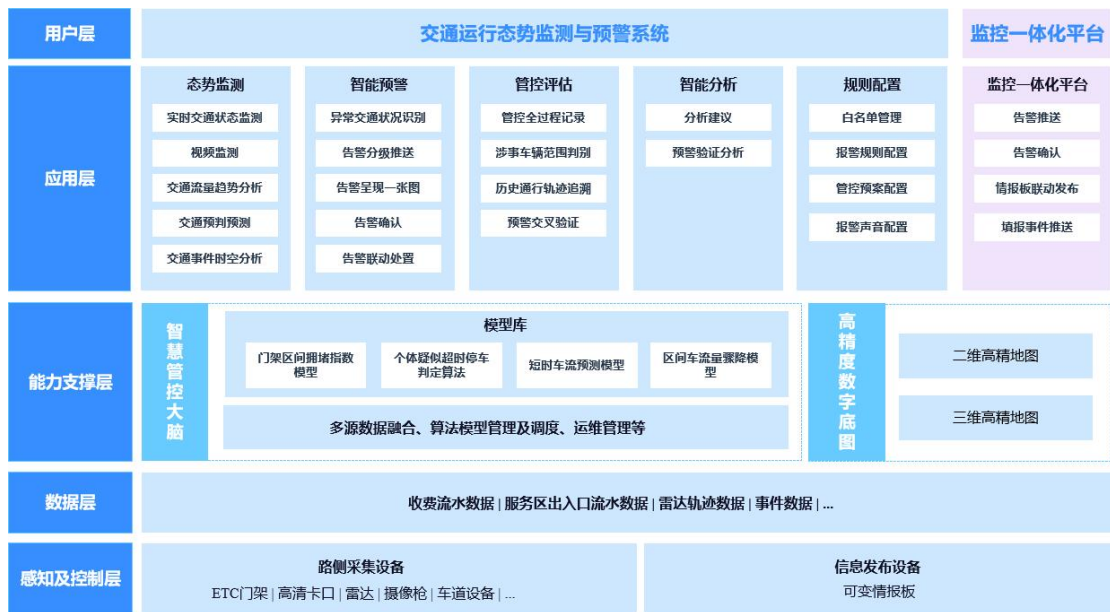 用户层
交通运行态势监测与预警系统
监控一体化平台
应用层
态势监测
实时交通状态监测
视频监测
交通流量趋势分析
交通预判预测
交通事件时空分析
智能预警
异常交通状况识别
告警分级推送
告警呈现一张图
告警确认
告警联动处置
管控评估
管控全过程记录
涉事车辆范围判别
历史通行轨迹追溯
预警交叉验证
智能分析
分析建议
预警验证分析
规则配置
白名单管理
报警规则配置
管控预案配置
报警声音配置
监控一体化平台
告警推送
告警确认
情报板联动发布
填报事件推送
能力支撑层
智慧管控大脑
模型库
门架区间拥堵指数
模型
个体疑似超时停车
判定算法
短时车流预测模型
区间车流量骤降模
型
多源数据融合、算法模型管理及调度、运维管理等
高精度数字底图
二维高精地图
三维高精地图
数据层
收费流水数据 | 服务区出入口流水数据 | 雷达轨迹数据 | 事件数据 | ...
感知及控制层
路侧采集设备
ETC门架 | 高清卡口 | 雷达 | 摄像枪 | 车道设备 | ...
信息发布设备
可变情报板